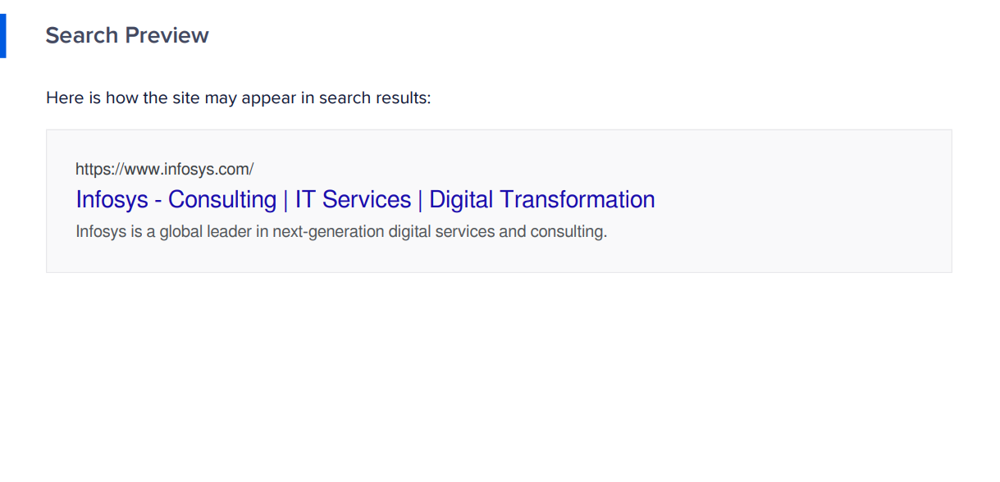 Search Preview
Here is how the site may appear in search results:
https://www.infosys.com/
Infosys - Consulting | IT Services | Digital Transformation
Infosys is a global leader in next-generation digital services and consulting.